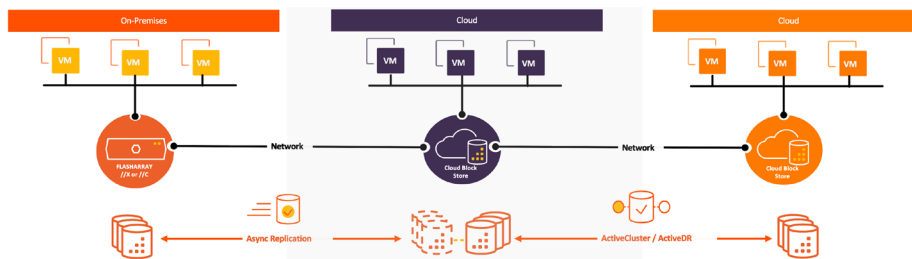 On-Premises
Cloud
Cloud
VM
VM
VM
VM
VM
VM
VM
VM
VM
FLASHARRAY
//X or //C
Network
Cloud Block
Store
Network
Cloud Block
Store
Async Replication
ActiveCluster / ActiveDR